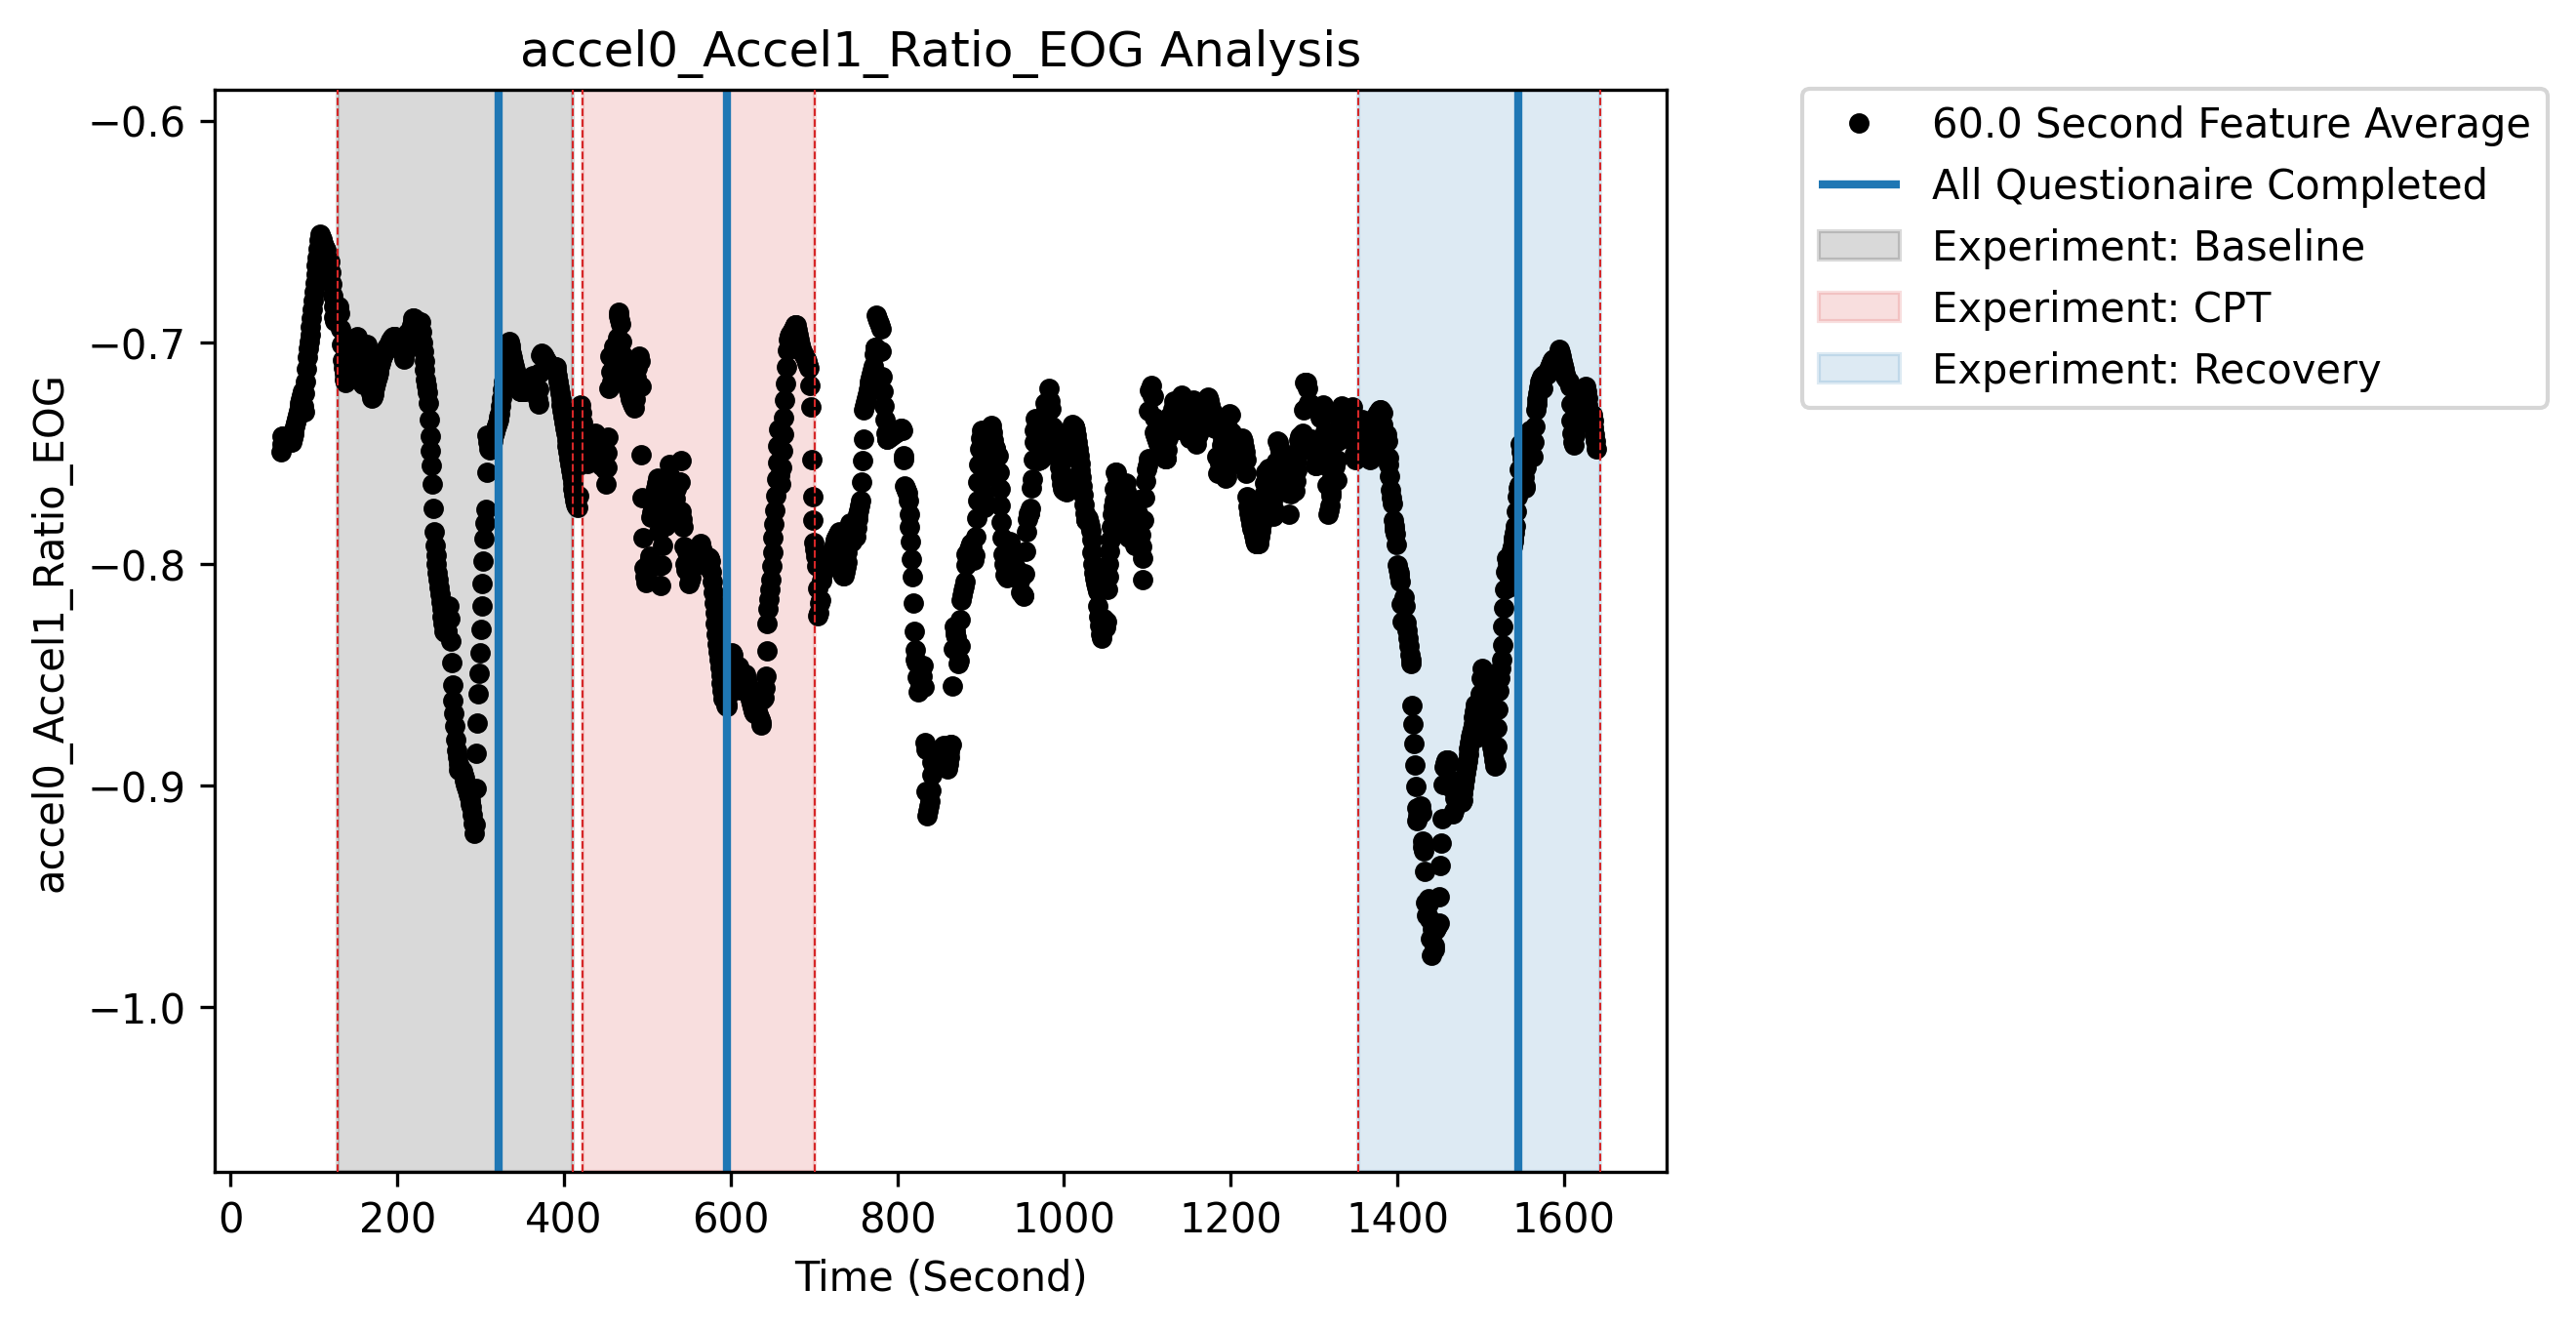 accel0_Accel1_Ratio_EOG Analysis
accel0_Accel1_Ratio_EOG
−0.6
−0.7
−0.8
−0.9
−1.0
0
200
400
600
800
1000
1200
1400
1600
Time (Second)
60.0 Second Feature Average
All Questionaire Completed
Experiment: Baseline
Experiment: CPT
Experiment: Recovery